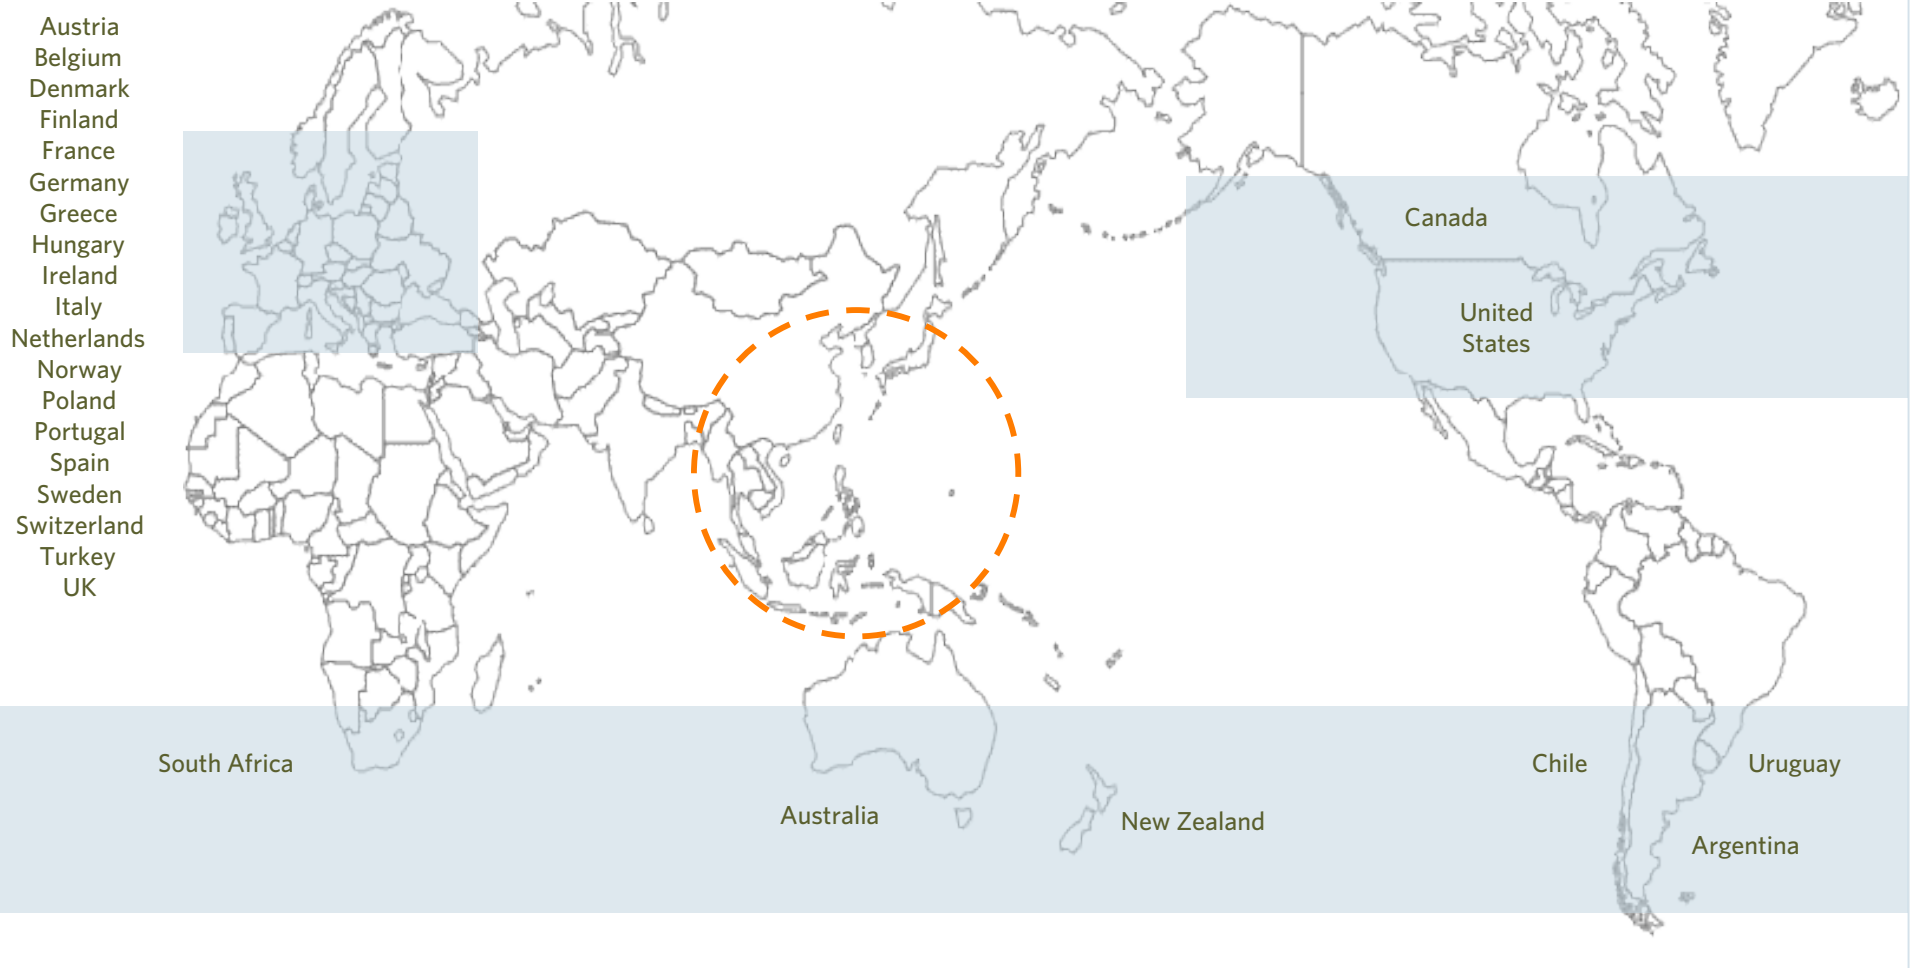 Austria
Belgium
Denmark
Finland
France
Germany
Greece
Hungary
Ireland
Italy
Netherlands
Norway
Poland
Portugal
Spain
Sweden
Switzerland
Turkey
UK
Canada
United
States
South Africa
Australia
New Zealand
Chile
Uruguay
Argentina